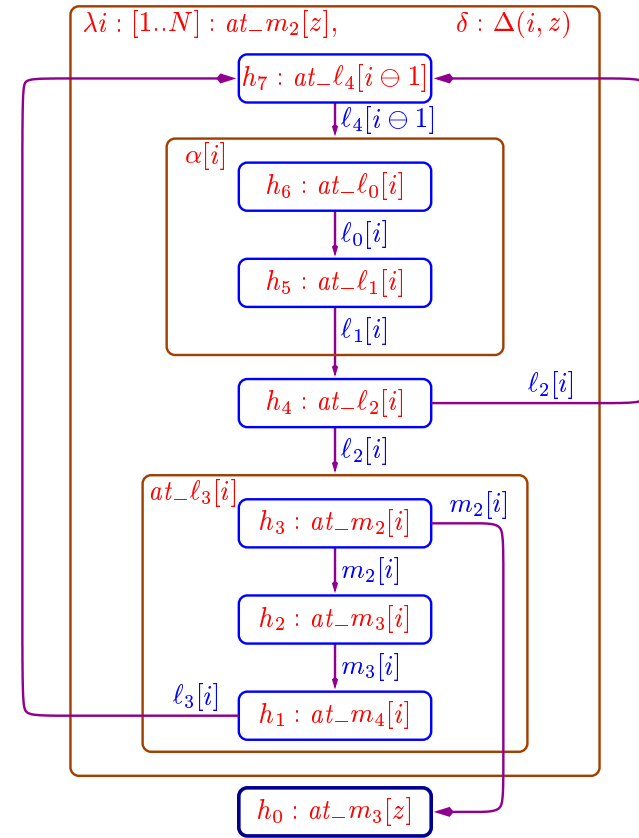 λi : [1..N] : at_m₂[z], δ : Δ(i, z)
h₇ : at_ℓ₄[i ⊖ 1]
ℓ₄[i ⊖ 1]
α[i]
h₆ : at_ℓ₀[i]
ℓ₀[i]
h₅ : at_ℓ₁[i]
ℓ₁[i]
h₄ : at_ℓ₂[i]
ℓ₂[i]
ℓ₂[i]
at_ℓ₃[i]
h₃ : at_m₂[i]
m₂[i]
m₂[i]
h₂ : at_m₃[i]
m₃[i]
ℓ₃[i]
h₁ : at_m₄[i]
h₀ : at_m₃[z]